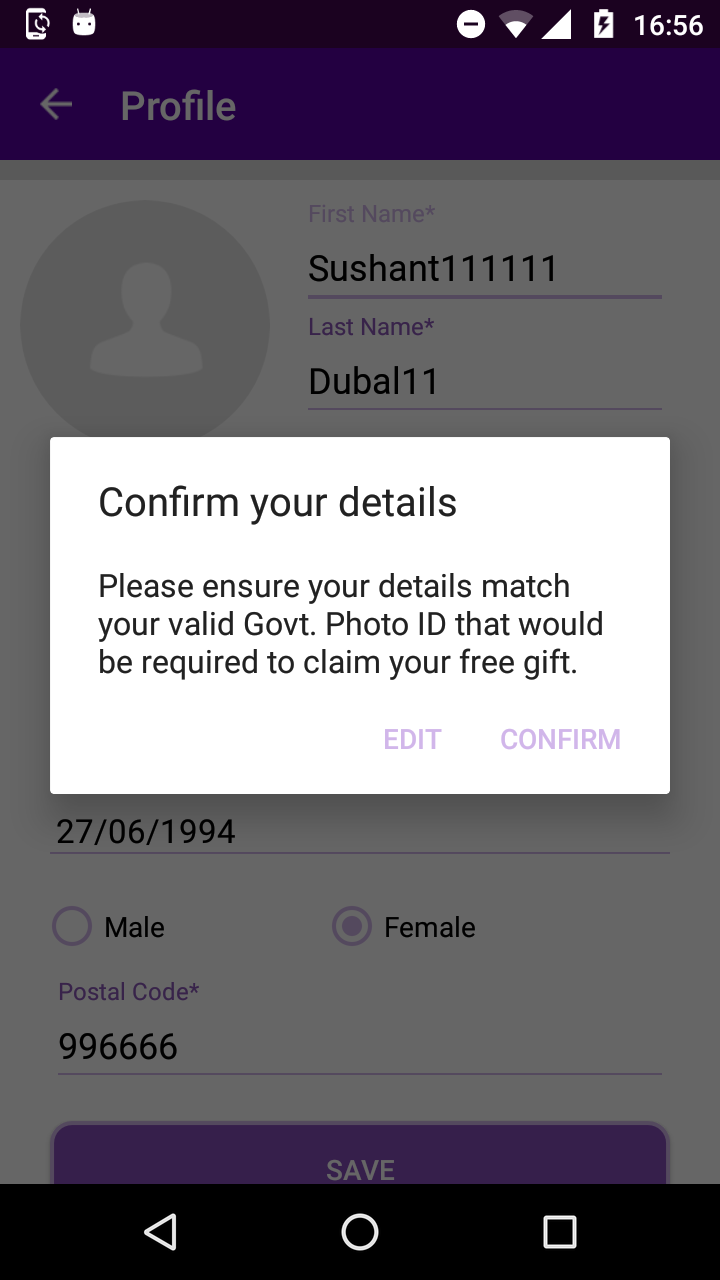 16:56
Profile
First Name*
Sushant111111
Last Name*
Dubal11
Confirm your details
Please ensure your details match
your valid Govt. Photo ID that would
be required to claim your free gift.
EDIT CONFIRM
27/06/1994
Male Female
Postal Code*
996666
SAVE